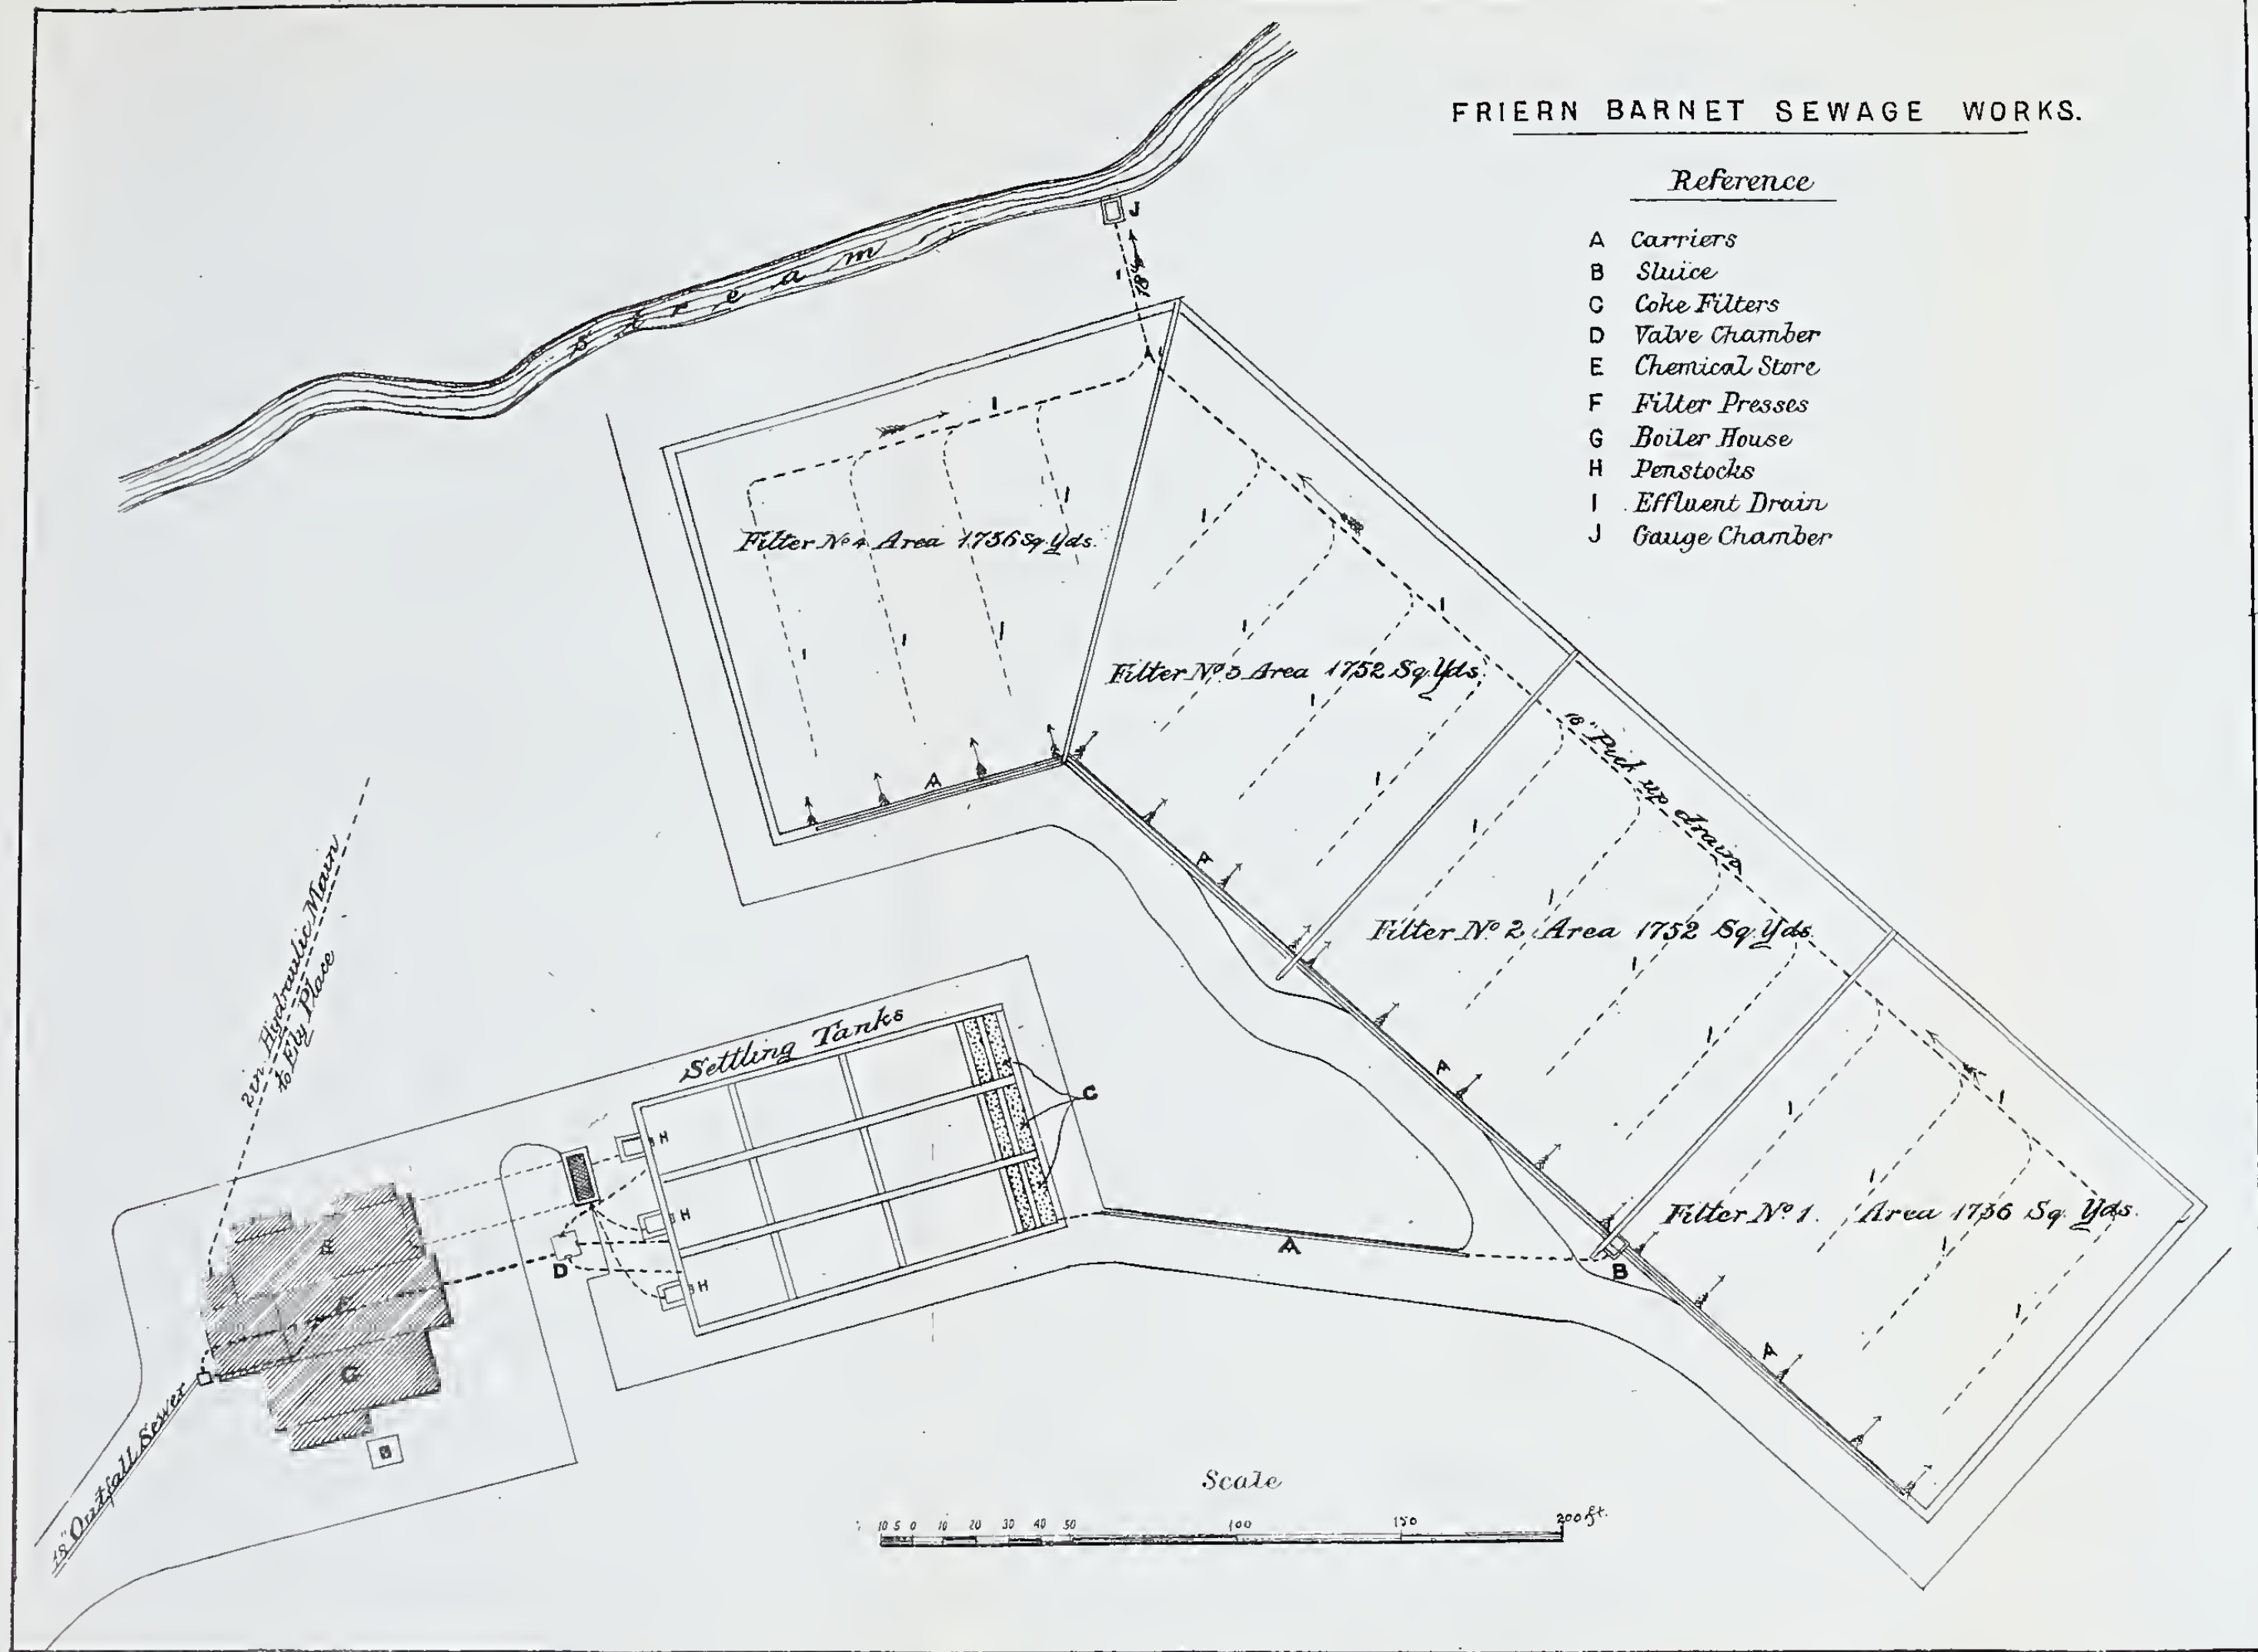 FRIERN BARNET SEWAGE WORKS.
Reference
A Carriers
B Sluice
C Coke Filters
D Valve Chamber
E Chemical Store
F Filter Presses
G Boiler House
H Penstocks
I Effluent Drain
J Gauge Chamber
Stream
J
18"
I
I
Filter No 4 Area 1736 Sq. Yds.
I
I
I
A
I
I
I
Filter No. 3 Area 1752 Sq. Yds.
I
I
A
18" Pick up drain
I
I
Filter No. 2 Area 1752 Sq. Yds.
I
I
A
I
I
I
Filter No. 1. Area 1736 Sq. Yds.
I
I
A
B
A
2 in Hydraulic Main
to Ely Place
Settling Tanks
C
H
H
H
D
E
F
G
18" Outfall Sewer
Scale
10 5 0 10 20 30 40 50 100 150 200 ft.